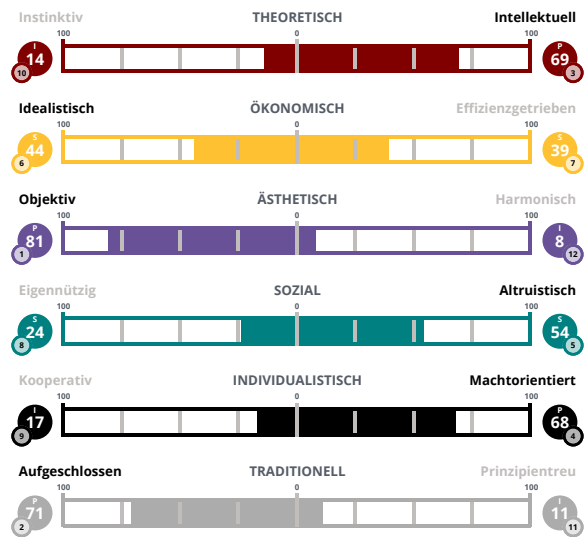 Instinktiv THEORETISCH Intellektuell
100 0 100
I 14 10 P 69 3
Idealistisch ÖKONOMISCH Effizienzgetrieben
100 0 100
S 44 6 S 39 7
Objektiv ÄSTHETISCH Harmonisch
100 0 100
P 81 1 I 8 12
Eigennützig SOZIAL Altruistisch
100 0 100
S 24 8 S 54 5
Kooperativ INDIVIDUALISTISCH Machtorientiert
100 0 100
I 17 9 P 68 4
Aufgeschlossen TRADITIONELL Prinzipientreu
100 0 100
P 71 2 I 11 11